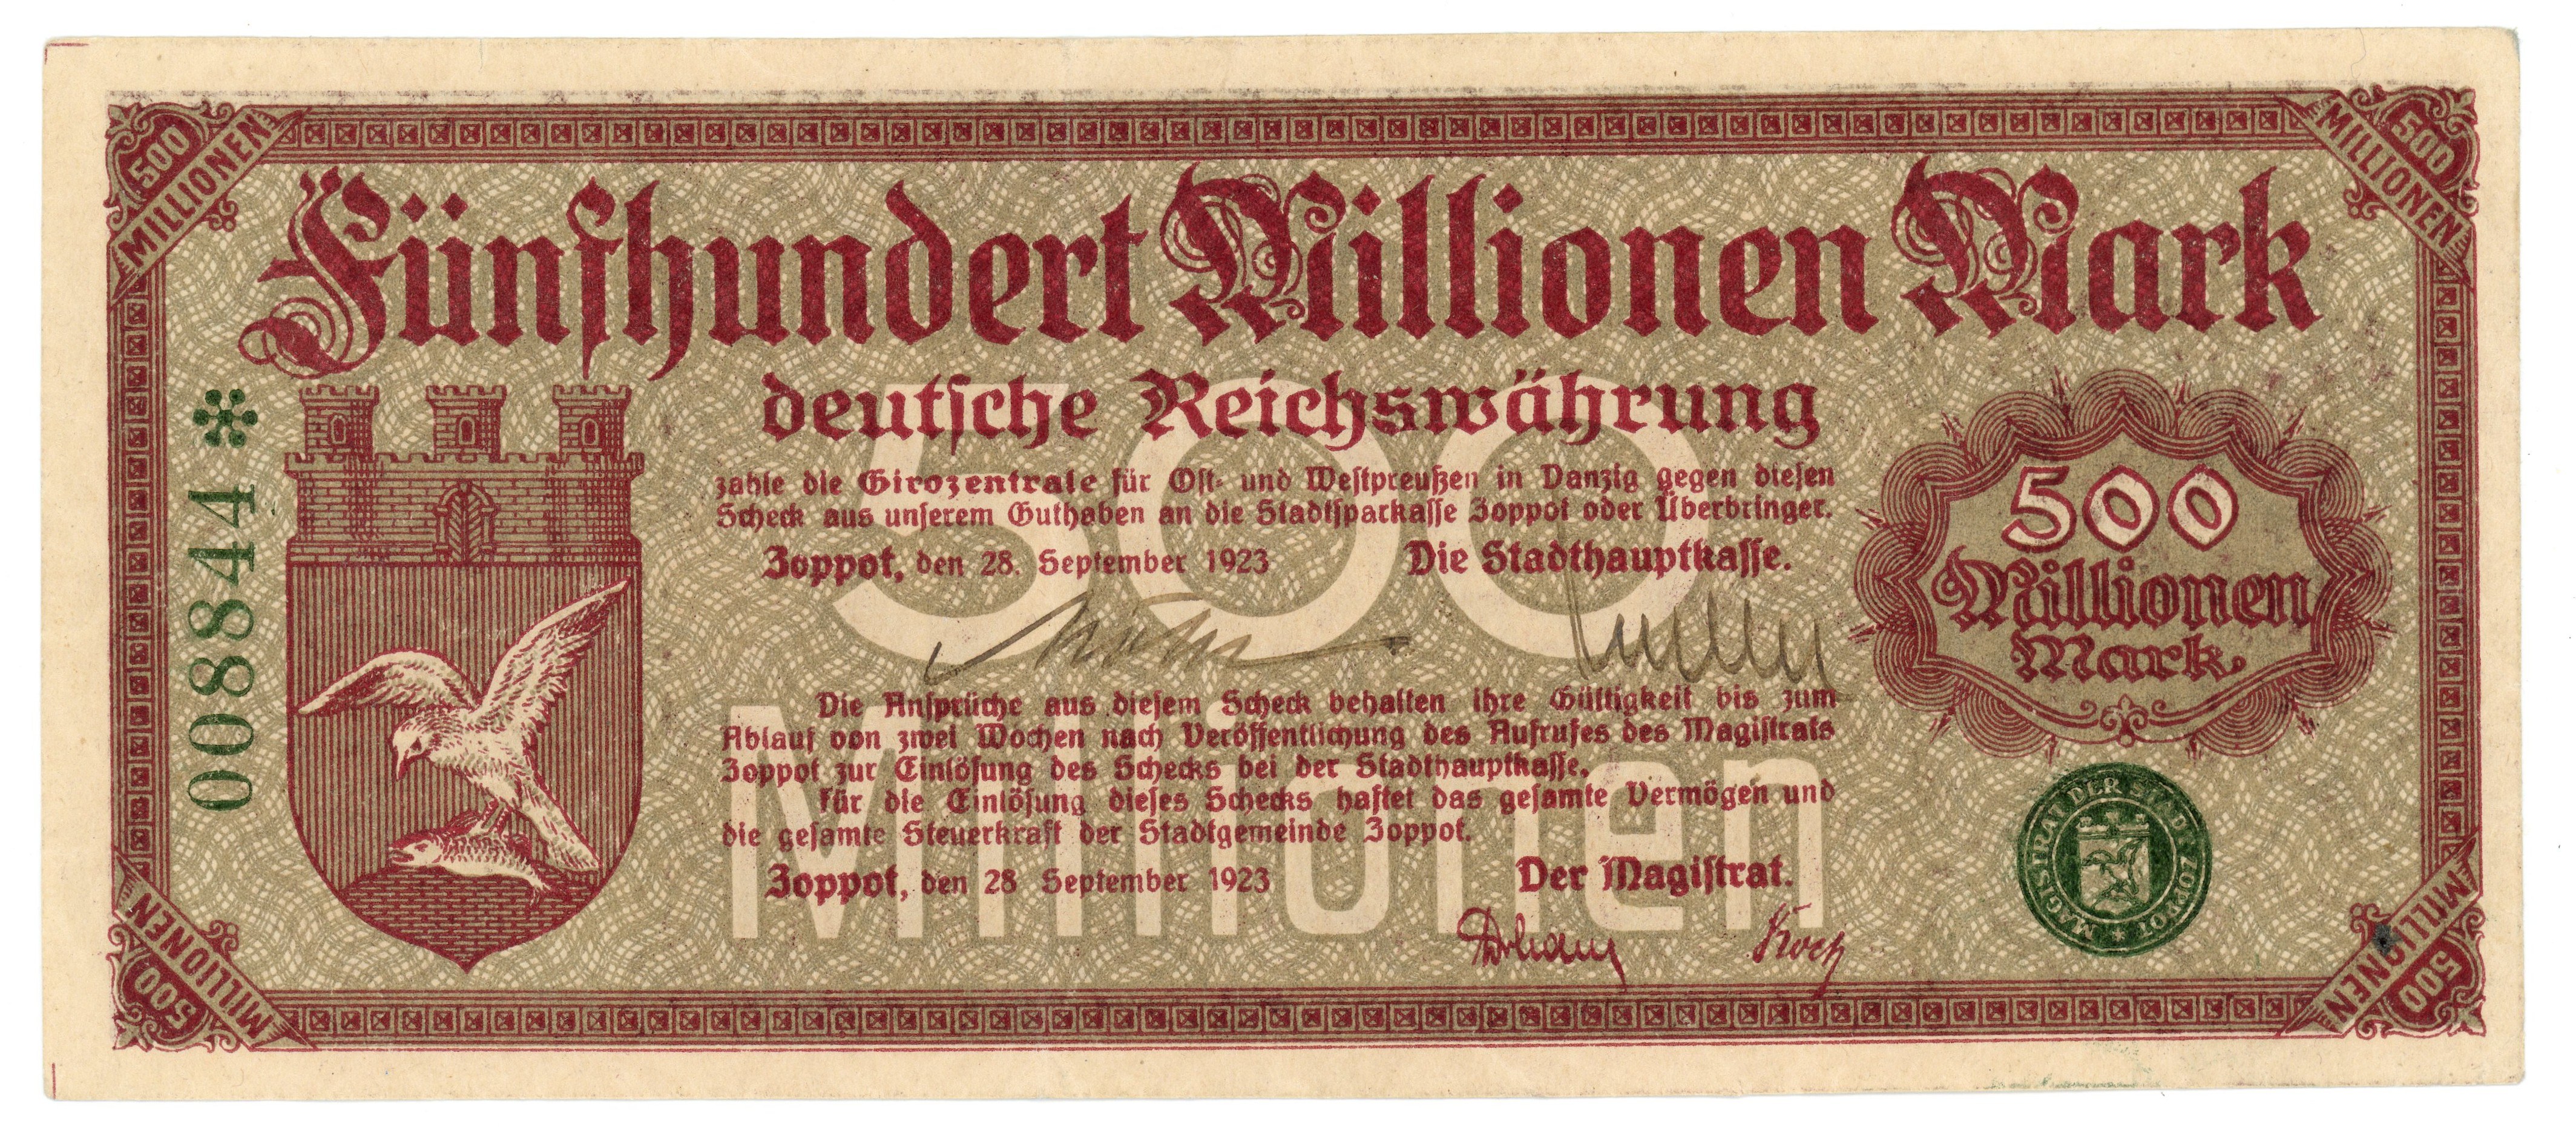 500
MILLIONEN
500
MILLIONEN
Fünfhundert Millionen Mark
deutsche Reichswährung
zahle die Girozentrale für Ost- und Westpreußen in Danzig gegen diesen
Scheck aus unserem Guthaben an die Stadtsparkasse Zoppot oder Überbringer.
Zoppot, den 28. September 1923 Die Stadthauptkasse.
500
Millionen
Die Ansprüche aus diesem Scheck behalten ihre Gültigkeit bis zum
Ablauf von zwei Wochen nach Veröffentlichung des Aufrufes des Magistrats
Zoppot zur Einlösung des Schecks bei der Stadthauptkasse.
Für die Einlösung dieses Schecks haftet das gesamte Vermögen und
die gesamte Steuerkraft der Stadtgemeinde Zoppot.
Zoppot, den 28 September 1923 Der Magistrat.
Koch
008844 *
500
Millionen
Mark.
MAGISTRAT DER STADT ZOPPOT *
500
MILLIONEN
500
MILLIONEN